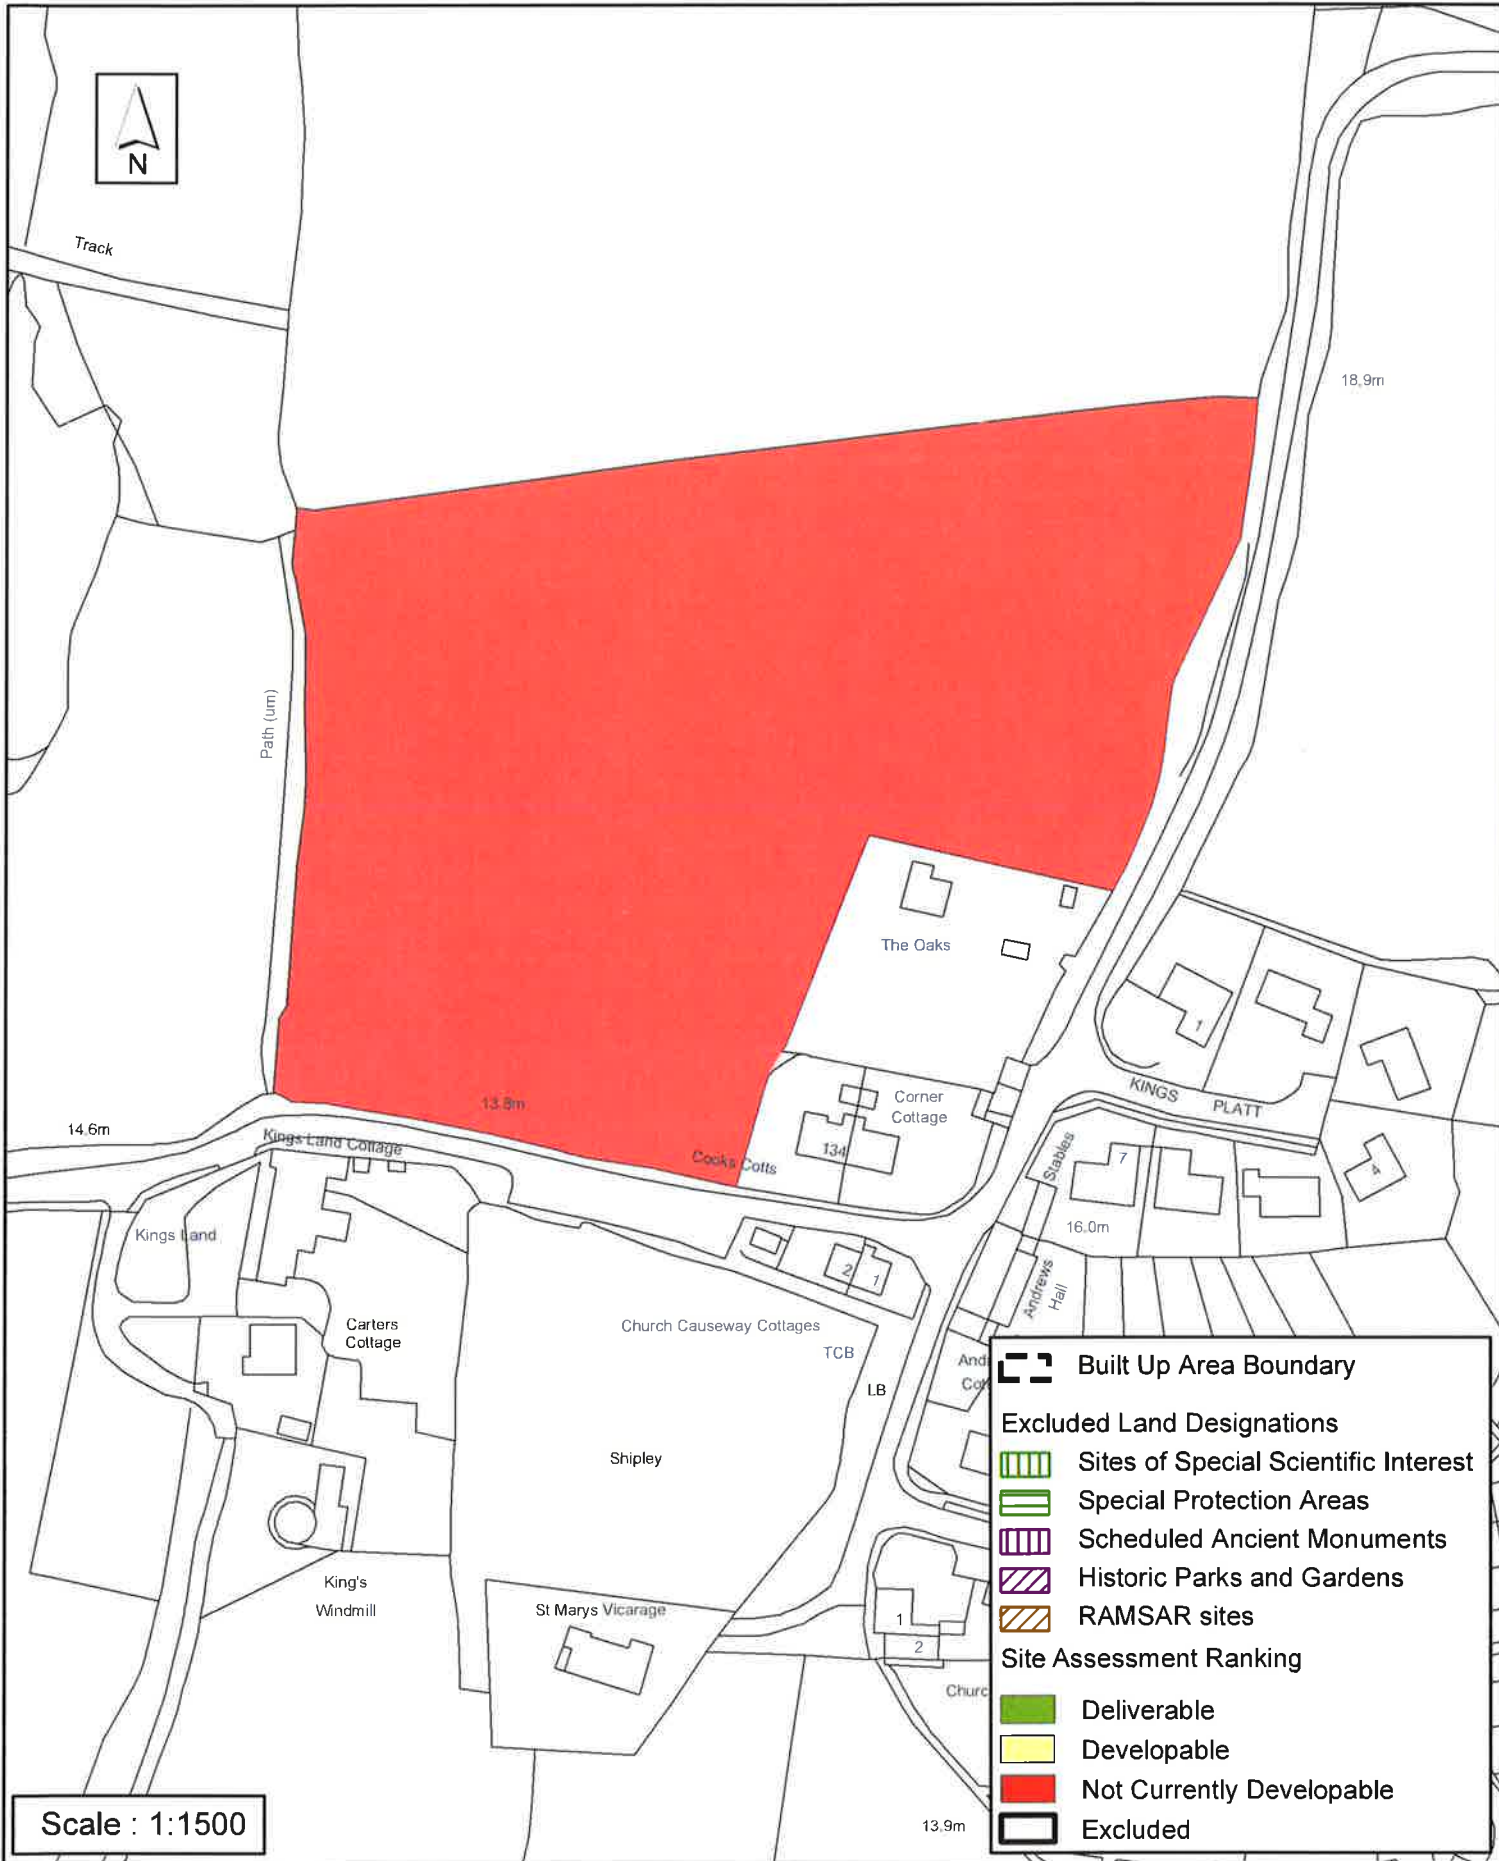 N
Track
18.9m
Path (um)
The Oaks
1
KINGS PLATT
Corner
Cottage
13.8m
14.6m
Kings Land Cottage
Cooks Cotts
134
Stables
7
4
16.0m
Kings Land
2
1
Andrews
Hall
Carters
Cottage
Church Causeway Cottages
TCB
LB
Shipley
King's
Windmill
St Marys Vicarage
1
2
13.9m
Scale : 1:1500
Built Up Area Boundary
Excluded Land Designations
Sites of Special Scientific Interest
Special Protection Areas
Scheduled Ancient Monuments
Historic Parks and Gardens
RAMSAR sites
Site Assessment Ranking
Deliverable
Developable
Not Currently Developable
Excluded